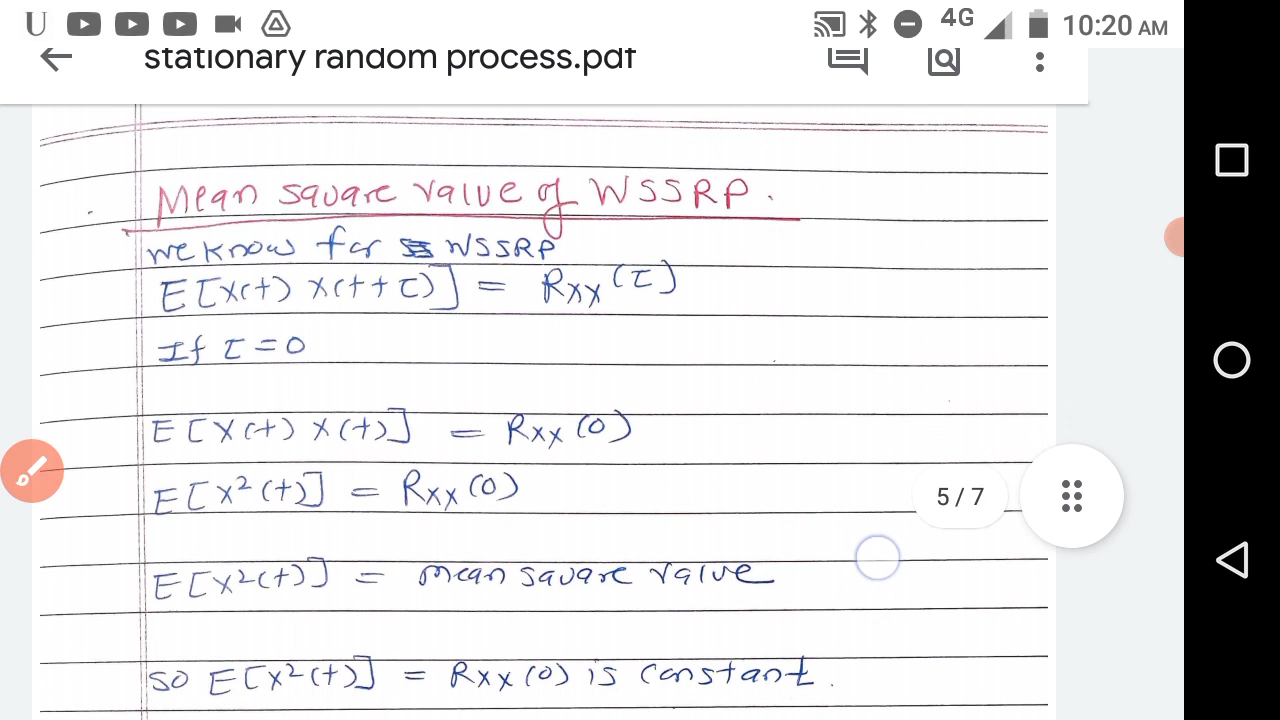 U 4G 10:20 AM
stationary random process.pdf
Mean square value of WSSRP.
we know for WSSRP
E[X(t) X(t+τ)] = Rxx(τ)
If τ = 0
E[X(t) X(t)] = Rxx(0)
E[X²(t)] = Rxx(0)
5 / 7
E[X²(t)] = mean square value
so E[X²(t)] = Rxx(0) is constant.